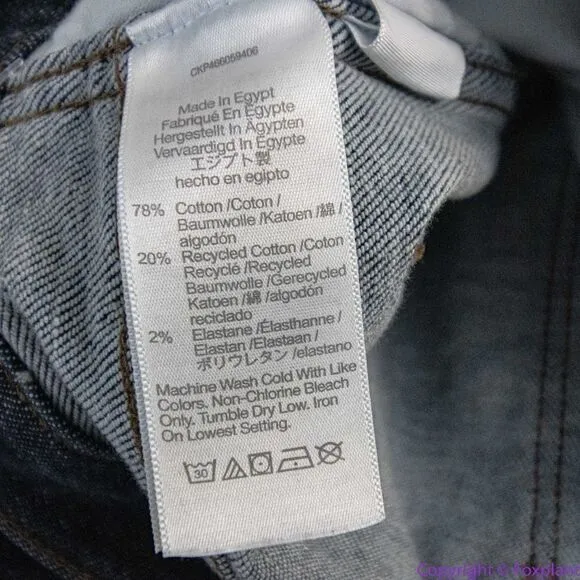 CKP466059406
Made In Egypt
Fabriqué En Égypte
Hergestellt In Ägypten
Vervaardigd In Egypte
エジプト製
hecho en egipto
78% Cotton /Coton /
Baumwolle /Katoen /綿 /
algodón
20% Recycled Cotton /Coton
Recyclé /Recycled
Baumwolle /Gerecycled
Katoen /綿 /algodón
reciclado
2% Elastane /Élasthanne /
Elastan /Elastaan /
ポリウレタン /elastano
Machine Wash Cold With Like
Colors. Non-Chlorine Bleach
Only. Tumble Dry Low. Iron
On Lowest Setting.
30
Copyright © foxplant